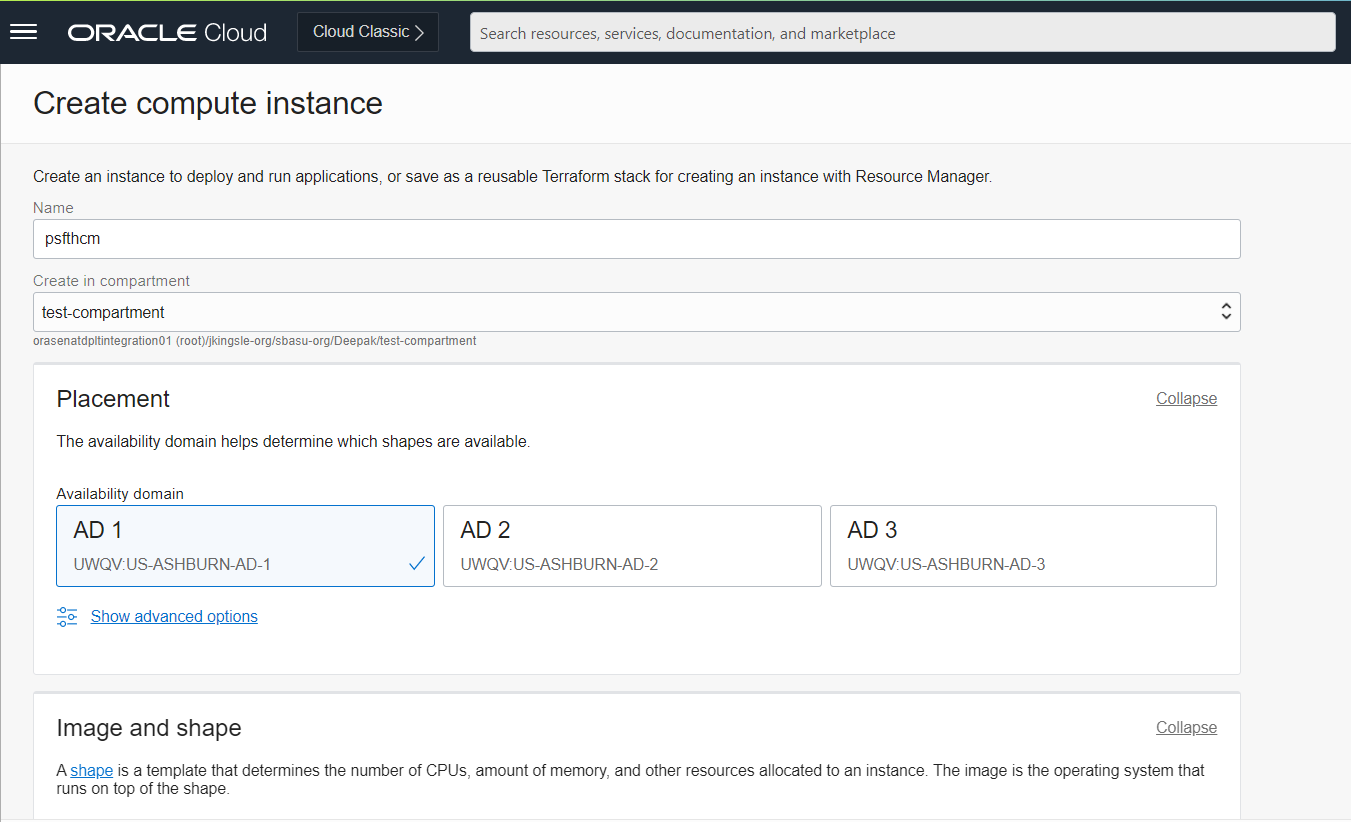 ORACLE Cloud
Cloud Classic
Search resources, services, documentation, and marketplace
Create compute instance
Create an instance to deploy and run applications, or save as a reusable Terraform stack for creating an instance with Resource Manager.
Name
psfthcm
Create in compartment
test-compartment
orasenatdpltintegration01 (root)/jkingsle-org/sbasu-org/Deepak/test-compartment
Placement
Collapse
The availability domain helps determine which shapes are available.
Availability domain
AD 1
UWQV:US-ASHBURN-AD-1
AD 2
UWQV:US-ASHBURN-AD-2
AD 3
UWQV:US-ASHBURN-AD-3
Show advanced options
Image and shape
Collapse
A shape is a template that determines the number of CPUs, amount of memory, and other resources allocated to an instance. The image is the operating system that
runs on top of the shape.